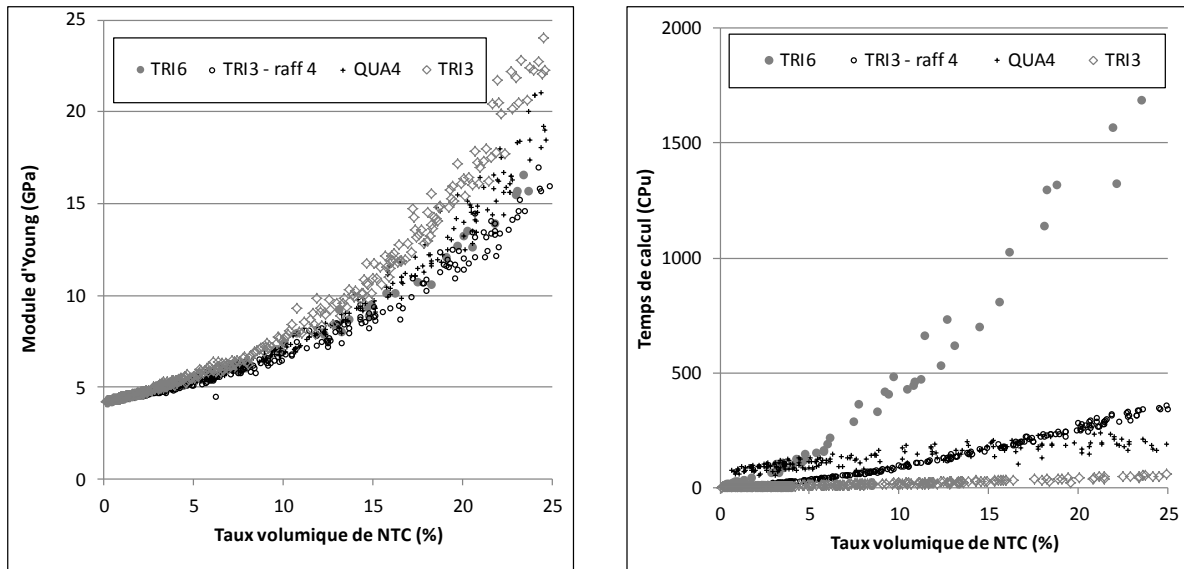 25
20
15
10
5
0
Module d'Young (GPa)
TRI6 TRI3 - raff 4 QUA4 TRI3
0 5 10 15 20 25
Taux volumique de NTC (%)
2000
1500
1000
500
0
Temps de calcul (CPu)
TRI6 TRI3 - raff 4 QUA4 TRI3
0 5 10 15 20 25
Taux volumique de NTC (%)